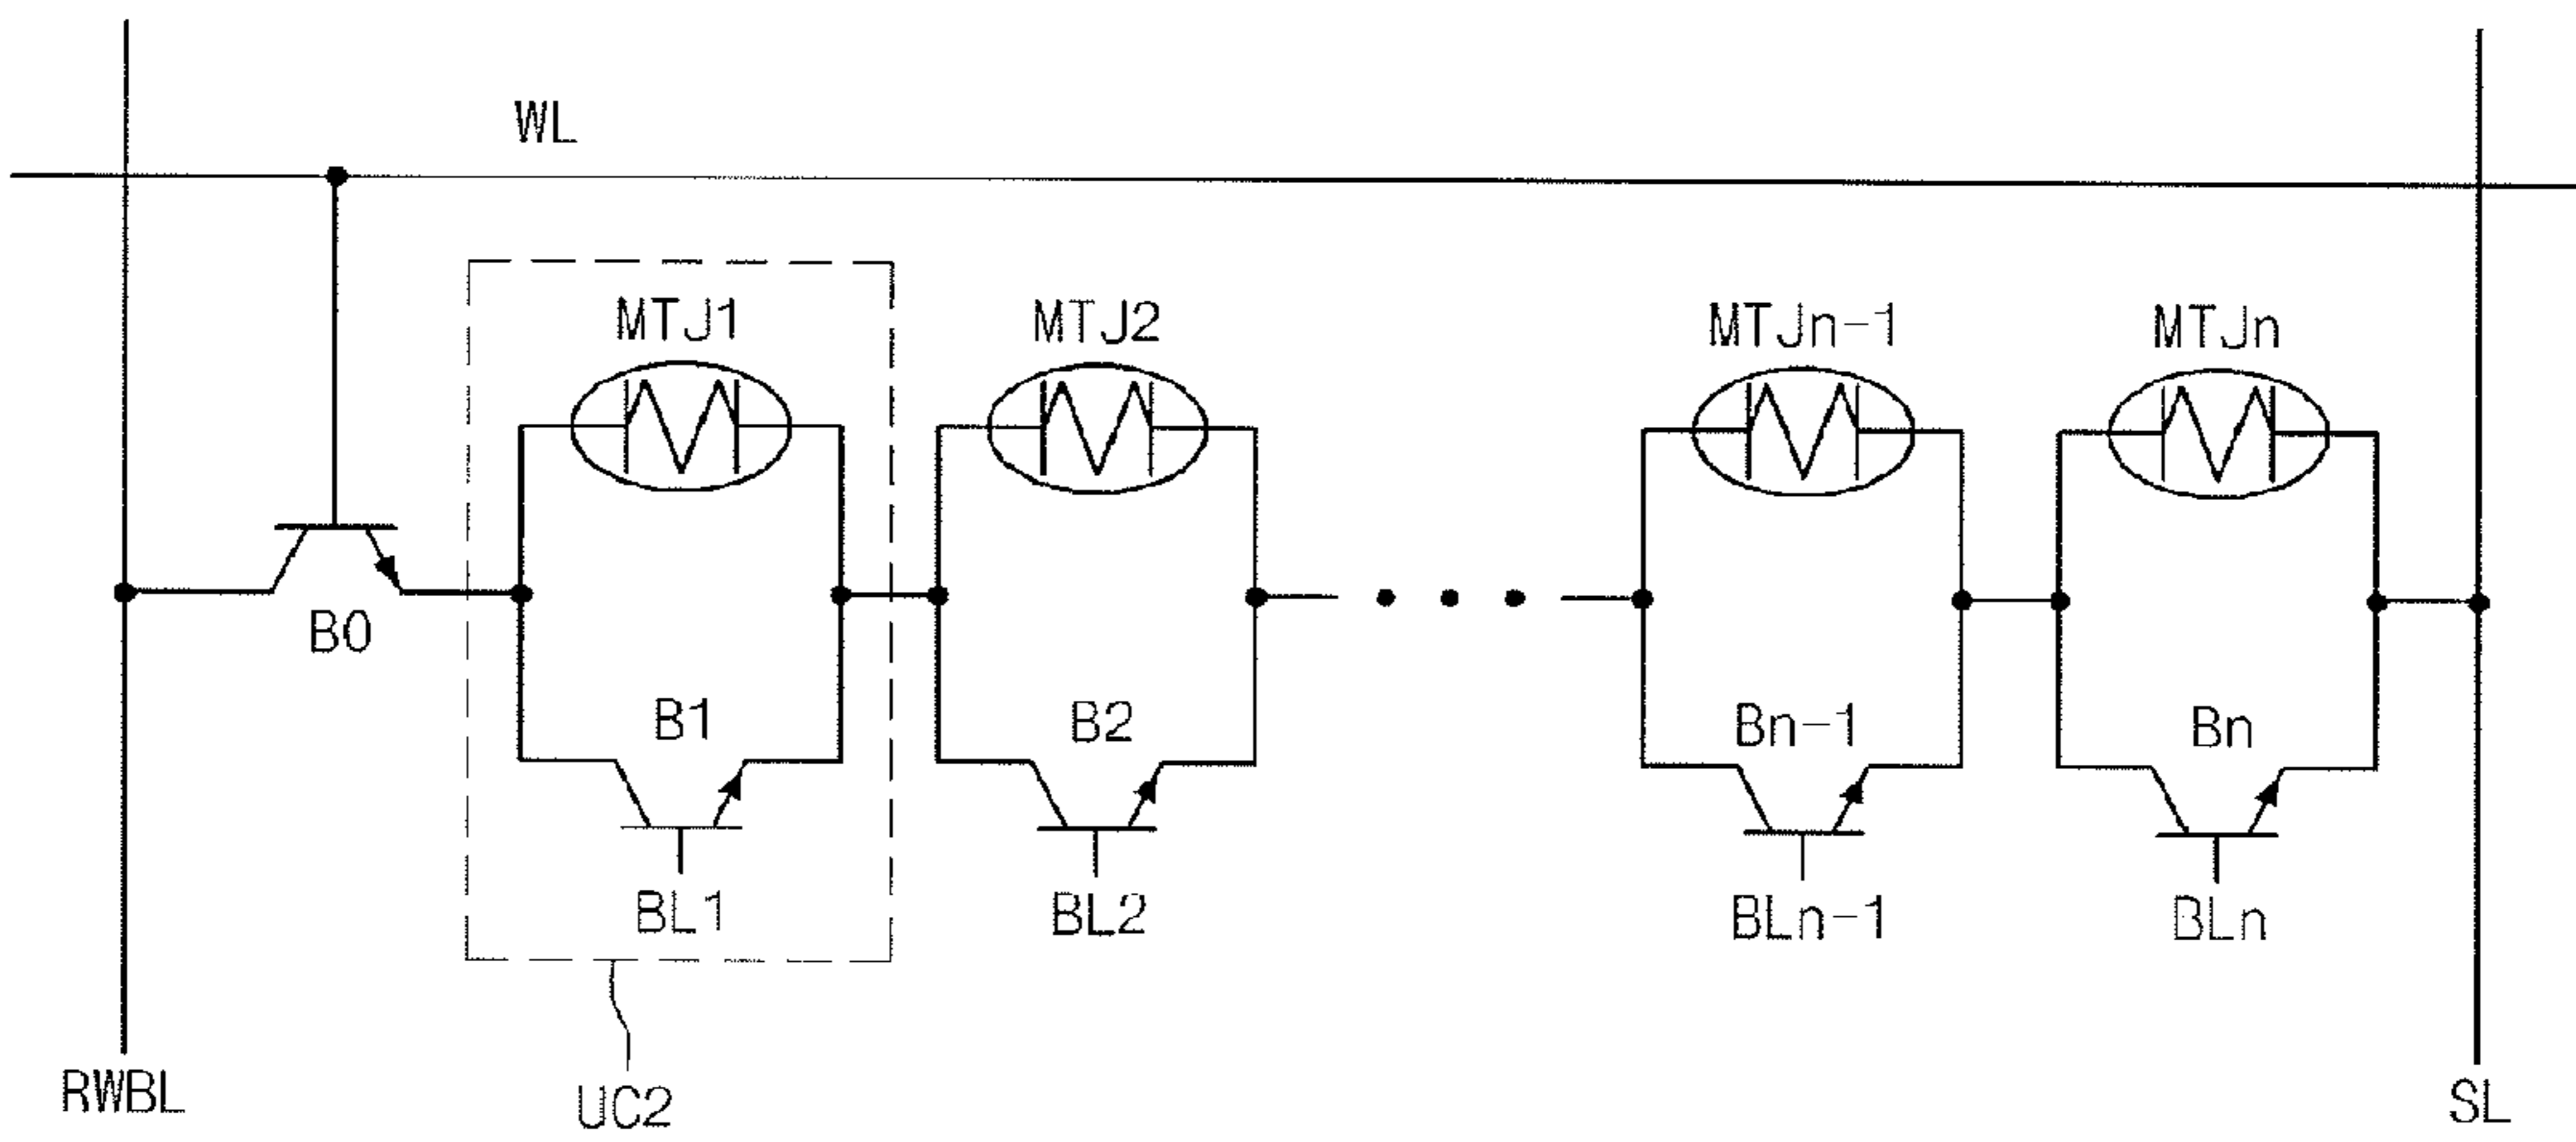 WL
MTJ1
MTJ2
MTJn-1
MTJn
B0
B1
B2
Bn-1
Bn
BL1
BL2
BLn-1
BLn
RWBL
UC2
SL